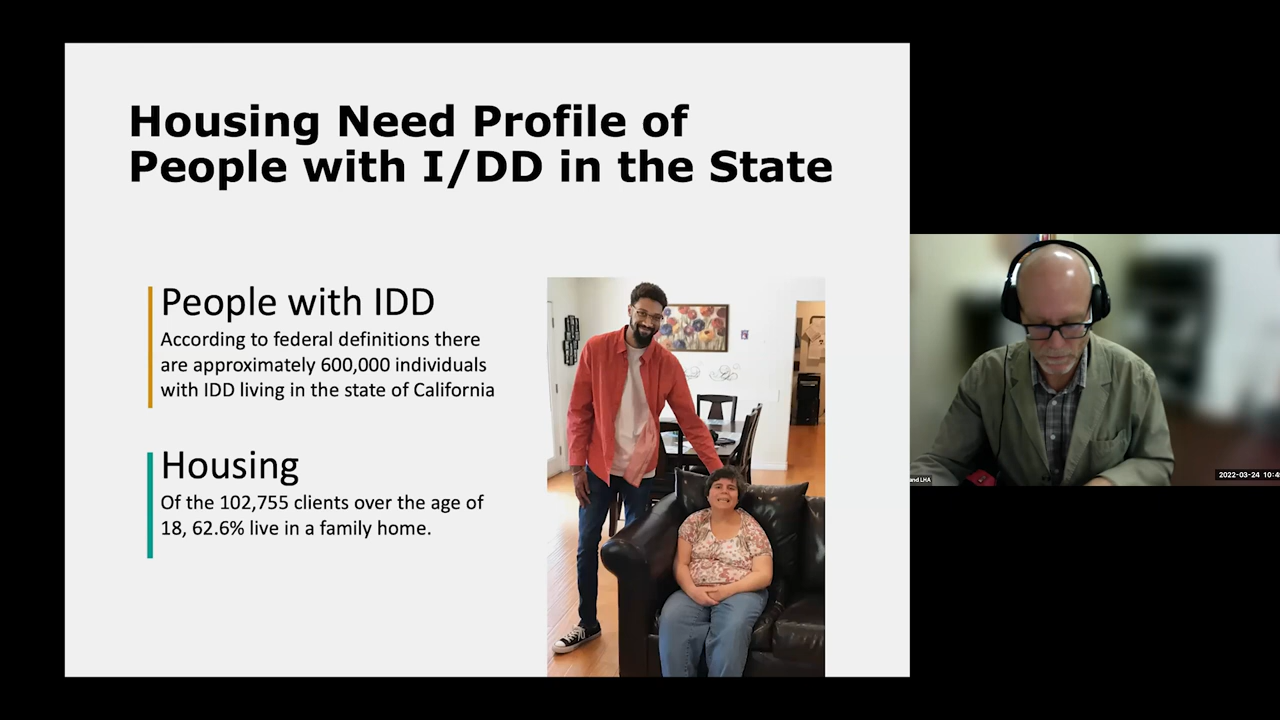 Housing Need Profile of
People with I/DD in the State
People with IDD
According to federal definitions there
are approximately 600,000 individuals
with IDD living in the state of California
Housing
Of the 102,755 clients over the age of
18, 62.6% live in a family home.
LHA
2022-03-24